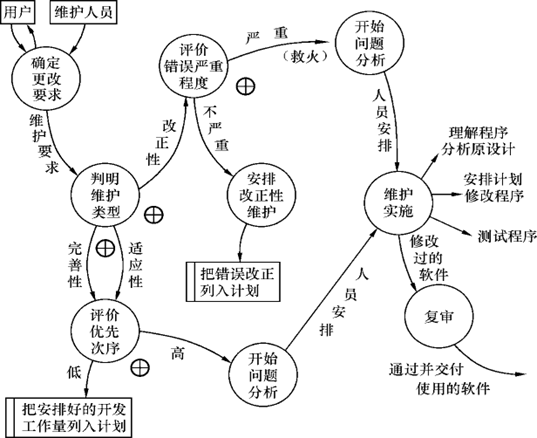 用户
维护人员
确定
更改
要求
维护要求
判明
维护
类型
改正性
评价
错误严重
程度
严重
(救火)
开始
问题
分析
不严重
安排
改正性
维护
把错误改正
列入计划
人员安排
维护
实施
理解程序
分析原设计
安排计划
修改程序
测试程序
修改
过的
软件
复审
通过并交付
使用的软件
完善性
适应性
评价
优先
次序
高
开始
问题
分析
人员安排
低
把安排好的开发
工作量列入计划